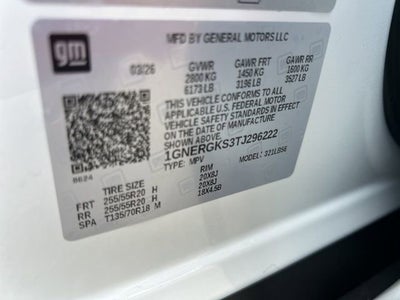 gm
MFD BY GENERAL MOTORS LLC
03/26 GVWR GAWR FRT GAWR RR
2800 KG 1450 KG 1600 KG
6173 LB 3196 LB 3527 LB
THIS VEHICLE CONFORMS TO ALL
APPLICABLE U.S. FEDERAL MOTOR
VEHICLE SAFETY STANDARDS IN EFFECT
ON THE DATE OF MANUFACTURE
SHOWN ABOVE.
1GNERGKS3TJ296222
TYPE: MPV MODEL:
TIRE SIZE RIM
FRT 255/55R20 H 20X8J
RR 255/55R20 H 20X8J
SPA T135/70R18 M 18X4.5B